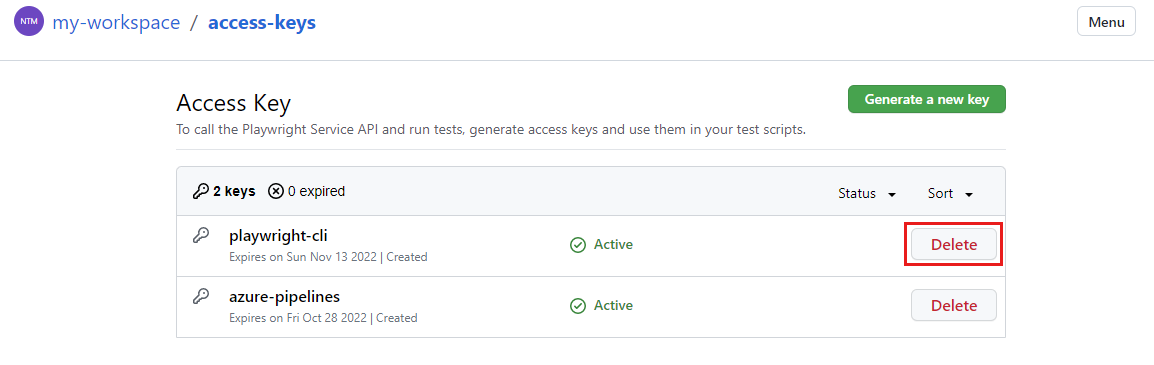 NTM my-workspace / access-keys Menu
Access Key Generate a new key
To call the Playwright Service API and run tests, generate access keys and use them in your test scripts.
2 keys 0 expired Status Sort
playwright-cli
Expires on Sun Nov 13 2022 | Created
Active
Delete
azure-pipelines
Expires on Fri Oct 28 2022 | Created
Active
Delete